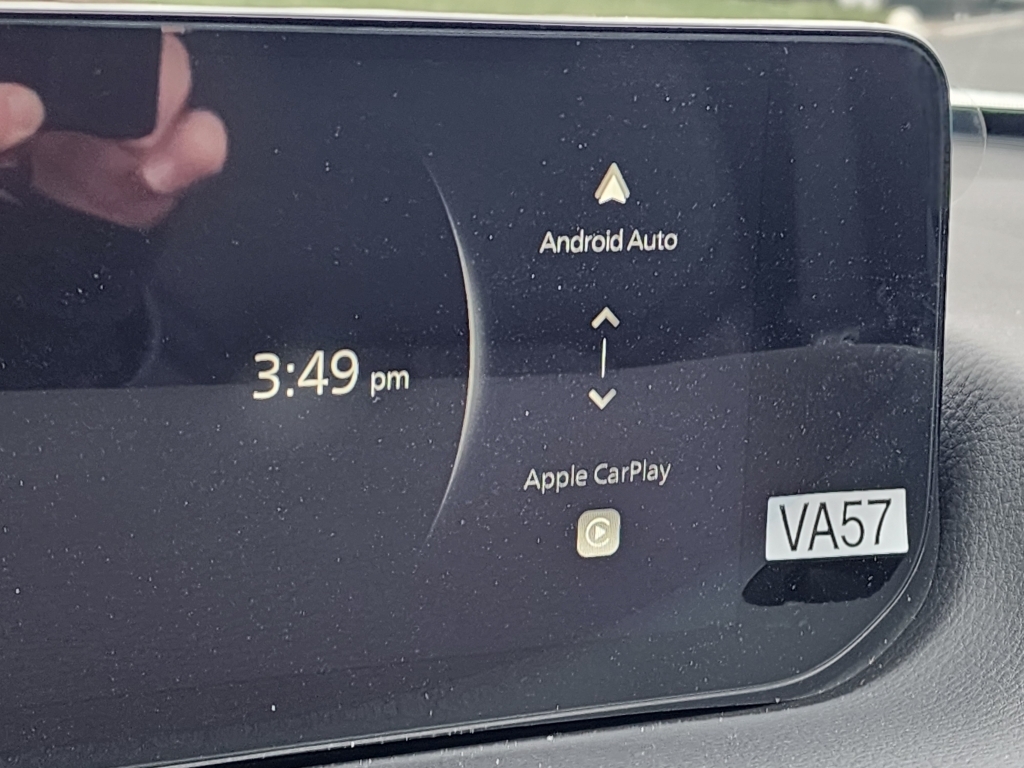 Android Auto
3:49 pm
Apple CarPlay
VA57